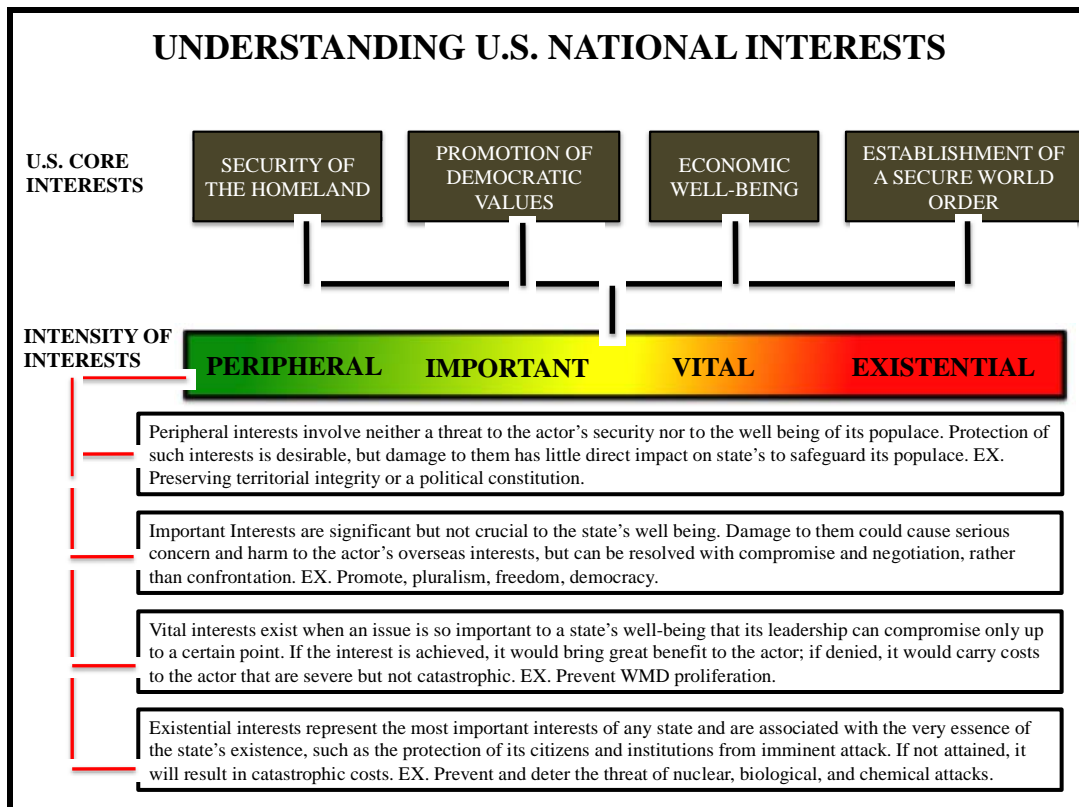 UNDERSTANDING U.S. NATIONAL INTERESTS
U.S. CORE
INTERESTS
SECURITY OF
THE HOMELAND
PROMOTION OF
DEMOCRATIC
VALUES
ECONOMIC
WELL-BEING
ESTABLISHMENT OF
A SECURE WORLD
ORDER
INTENSITY OF
INTERESTS
PERIPHERAL
IMPORTANT
VITAL
EXISTENTIAL
Peripheral interests involve neither a threat to the actor’s security nor to the well being of its populace. Protection of
such interests is desirable, but damage to them has little direct impact on state’s to safeguard its populace. EX.
Preserving territorial integrity or a political constitution.
Important Interests are significant but not crucial to the state’s well being. Damage to them could cause serious
concern and harm to the actor’s overseas interests, but can be resolved with compromise and negotiation, rather
than confrontation. EX. Promote, pluralism, freedom, democracy.
Vital interests exist when an issue is so important to a state’s well-being that its leadership can compromise only up
to a certain point. If the interest is achieved, it would bring great benefit to the actor; if denied, it would carry costs
to the actor that are severe but not catastrophic. EX. Prevent WMD proliferation.
Existential interests represent the most important interests of any state and are associated with the very essence of
the state’s existence, such as the protection of its citizens and institutions from imminent attack. If not attained, it
will result in catastrophic costs. EX. Prevent and deter the threat of nuclear, biological, and chemical attacks.